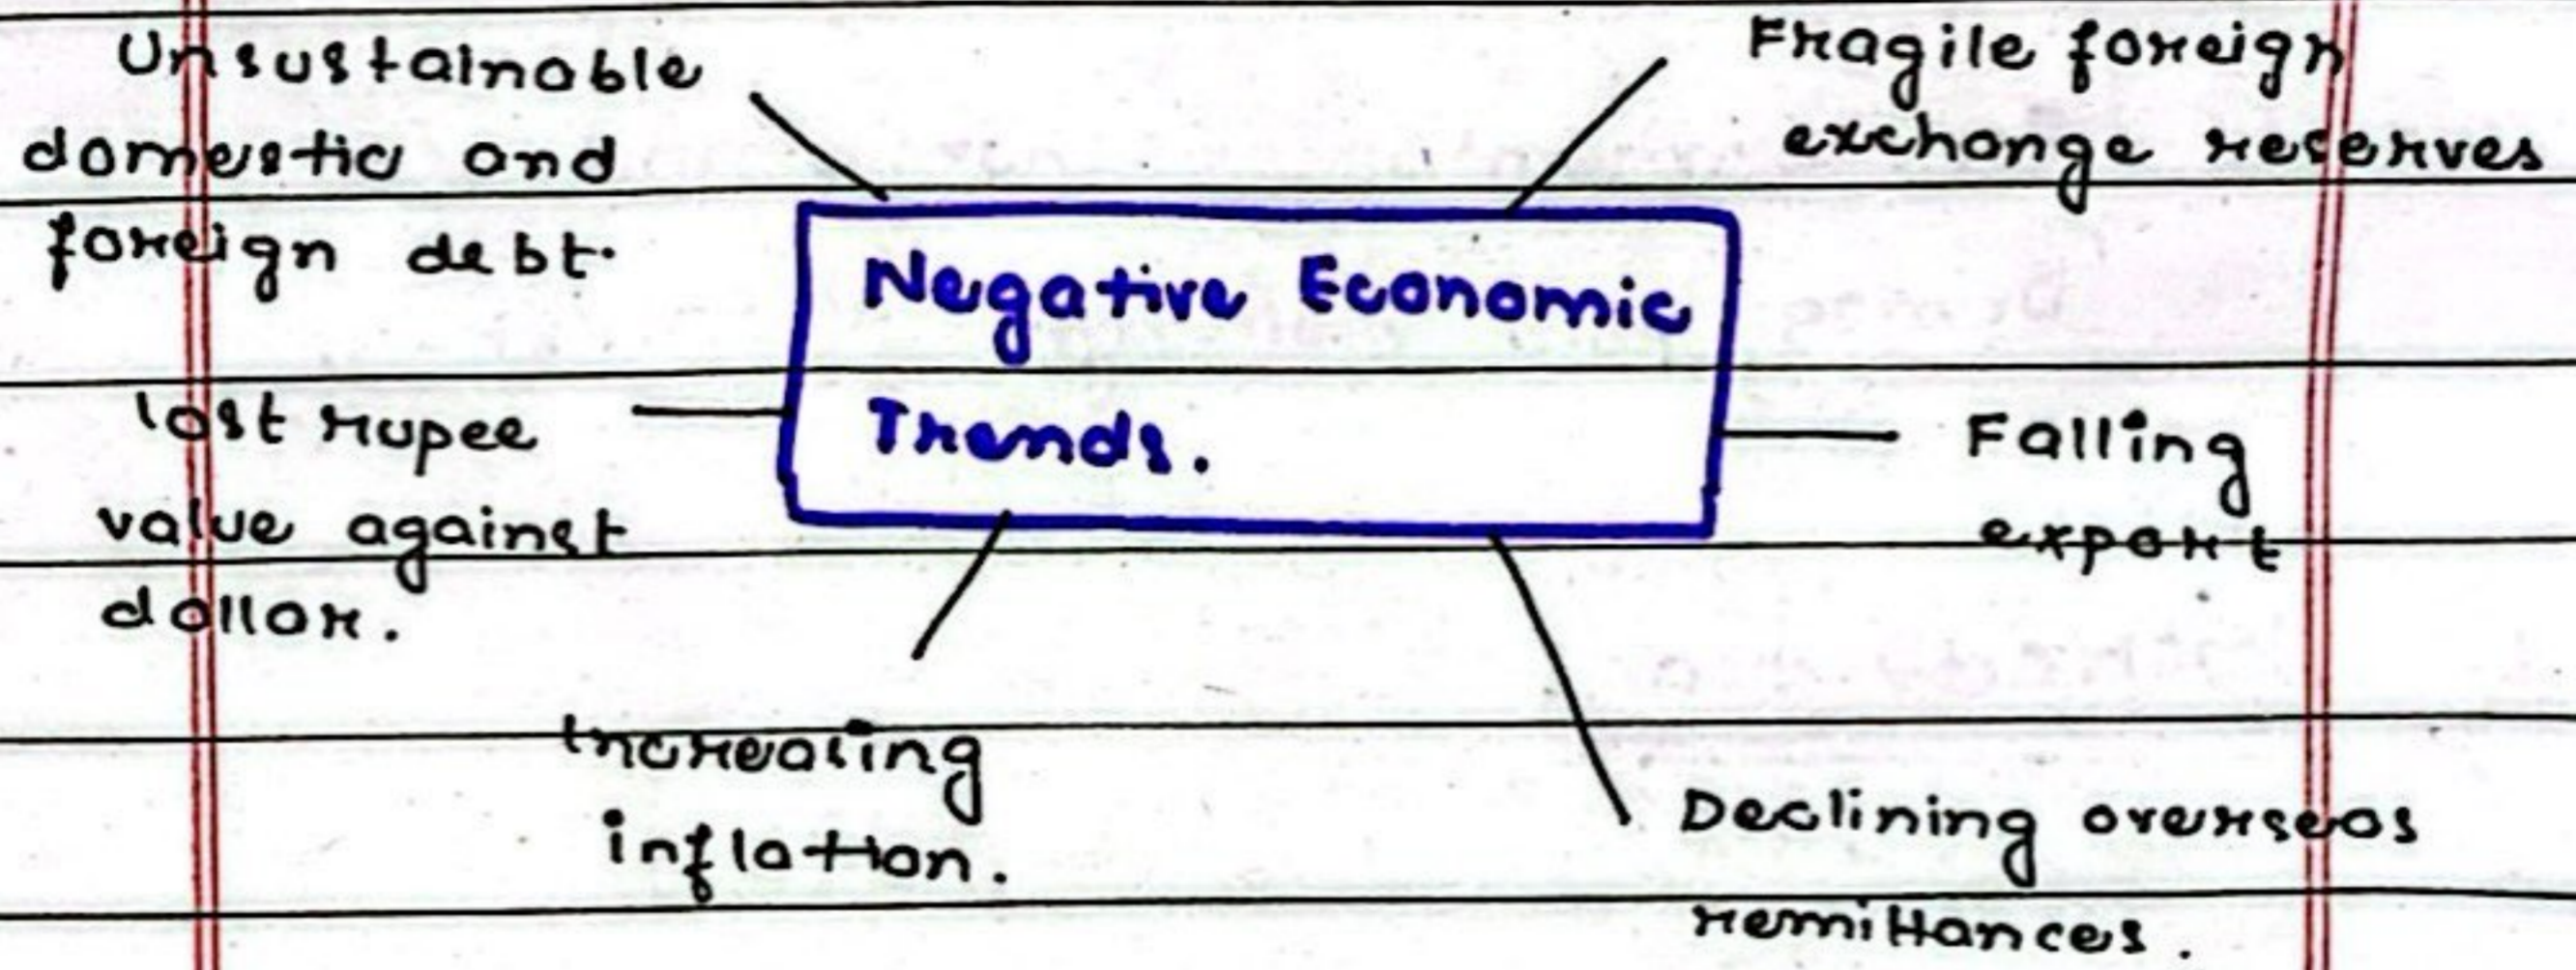 Unsustainable
domestic and
foreign debt.
Fragile foreign
exchange reserves
Negative Economic
Trends.
lost rupee
value against
dollar.
Falling
export
Increasing
inflation.
Declining overseas
remittances.